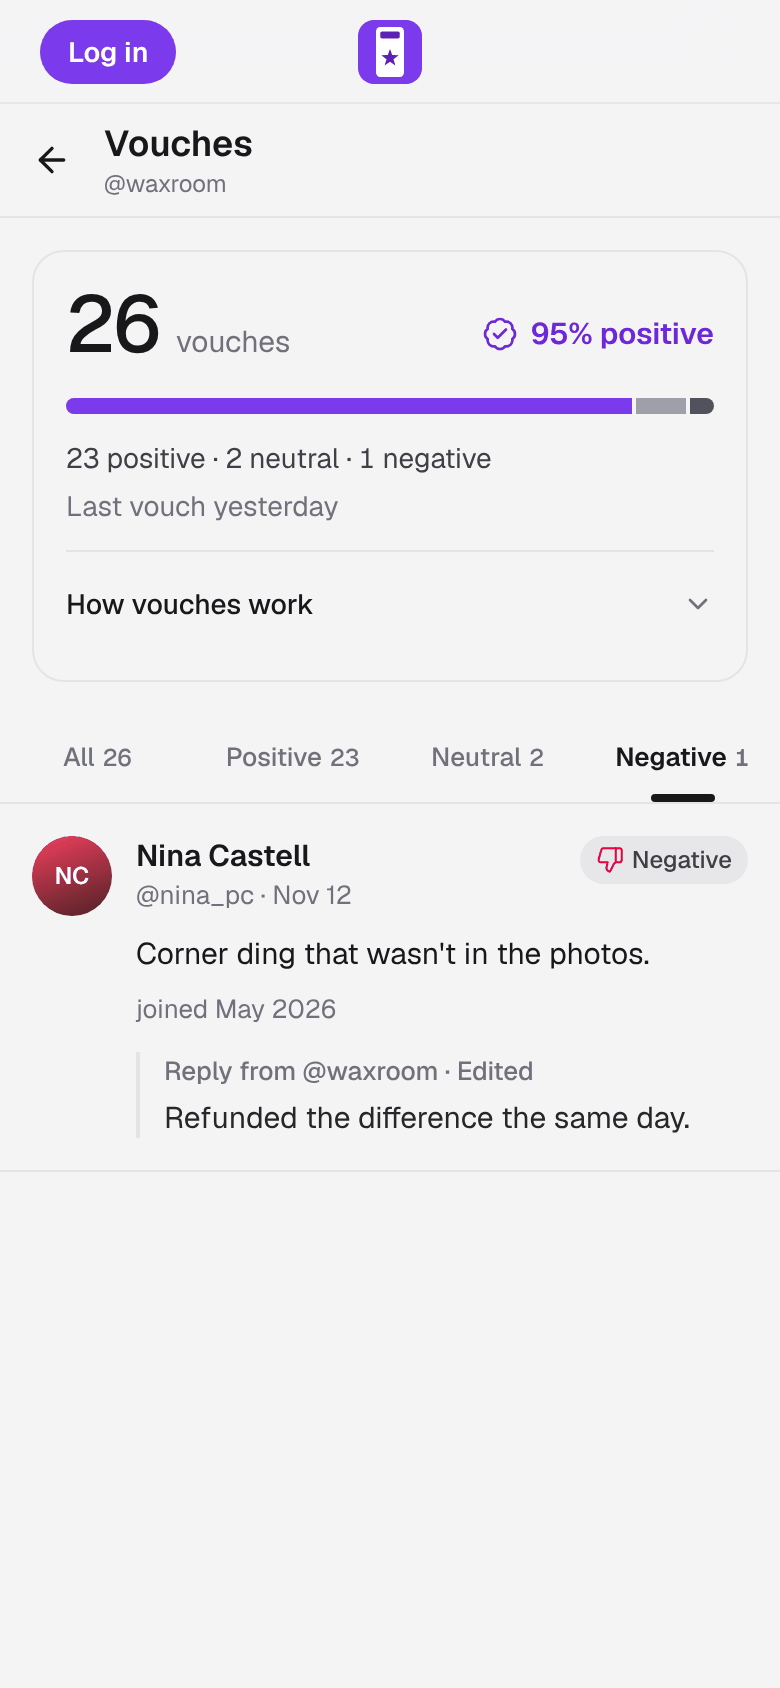 Log in
Vouches
@waxroom
26 vouches
95% positive
23 positive · 2 neutral · 1 negative
Last vouch yesterday
How vouches work
All 26 Positive 23 Neutral 2 Negative 1
NC
Nina Castell
Negative
@nina_pc · Nov 12
Corner ding that wasn't in the photos.
joined May 2026
Reply from @waxroom · Edited
Refunded the difference the same day.